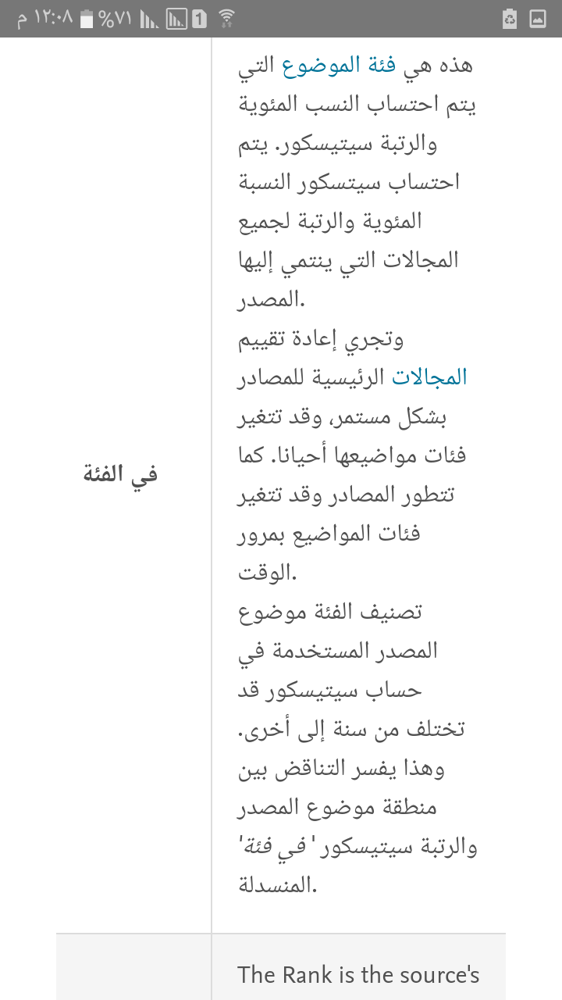 ١٢:٠٨ م
%٧١
1
هذه هي فئة الموضوع التي
يتم احتساب النسب المئوية
والرتبة سيتيسكور. يتم
احتساب سيتسكور النسبة
المئوية والرتبة لجميع
المجالات التي ينتمي إليها
المصدر.
وتجري إعادة تقييم
المجالات الرئيسية للمصادر
بشكل مستمر، وقد تتغير
فئات مواضيعها أحيانا. كما
تتطور المصادر وقد تتغير
فئات المواضيع بمرور
الوقت.
تصنيف الفئة موضوع
المصدر المستخدمة في
حساب سيتيسكور قد
تختلف من سنة إلى أخرى.
وهذا يفسر التناقض بين
منطقة موضوع المصدر
والرتبة سيتيسكور ' في فئة'
المنسدلة.
في الفئة
The Rank is the source's